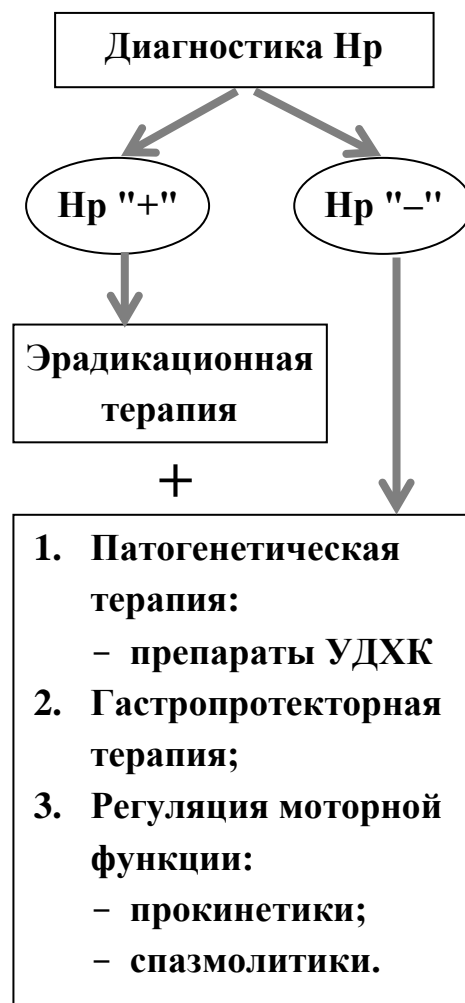 Диагностика Нр
Нр "+"
Нр "–"
Эрадикационная
терапия
+
1. Патогенетическая
терапия:
− препараты УДХК
2. Гастропротекторная
терапия;
3. Регуляция моторной
функции:
− прокинетики;
− спазмолитики.